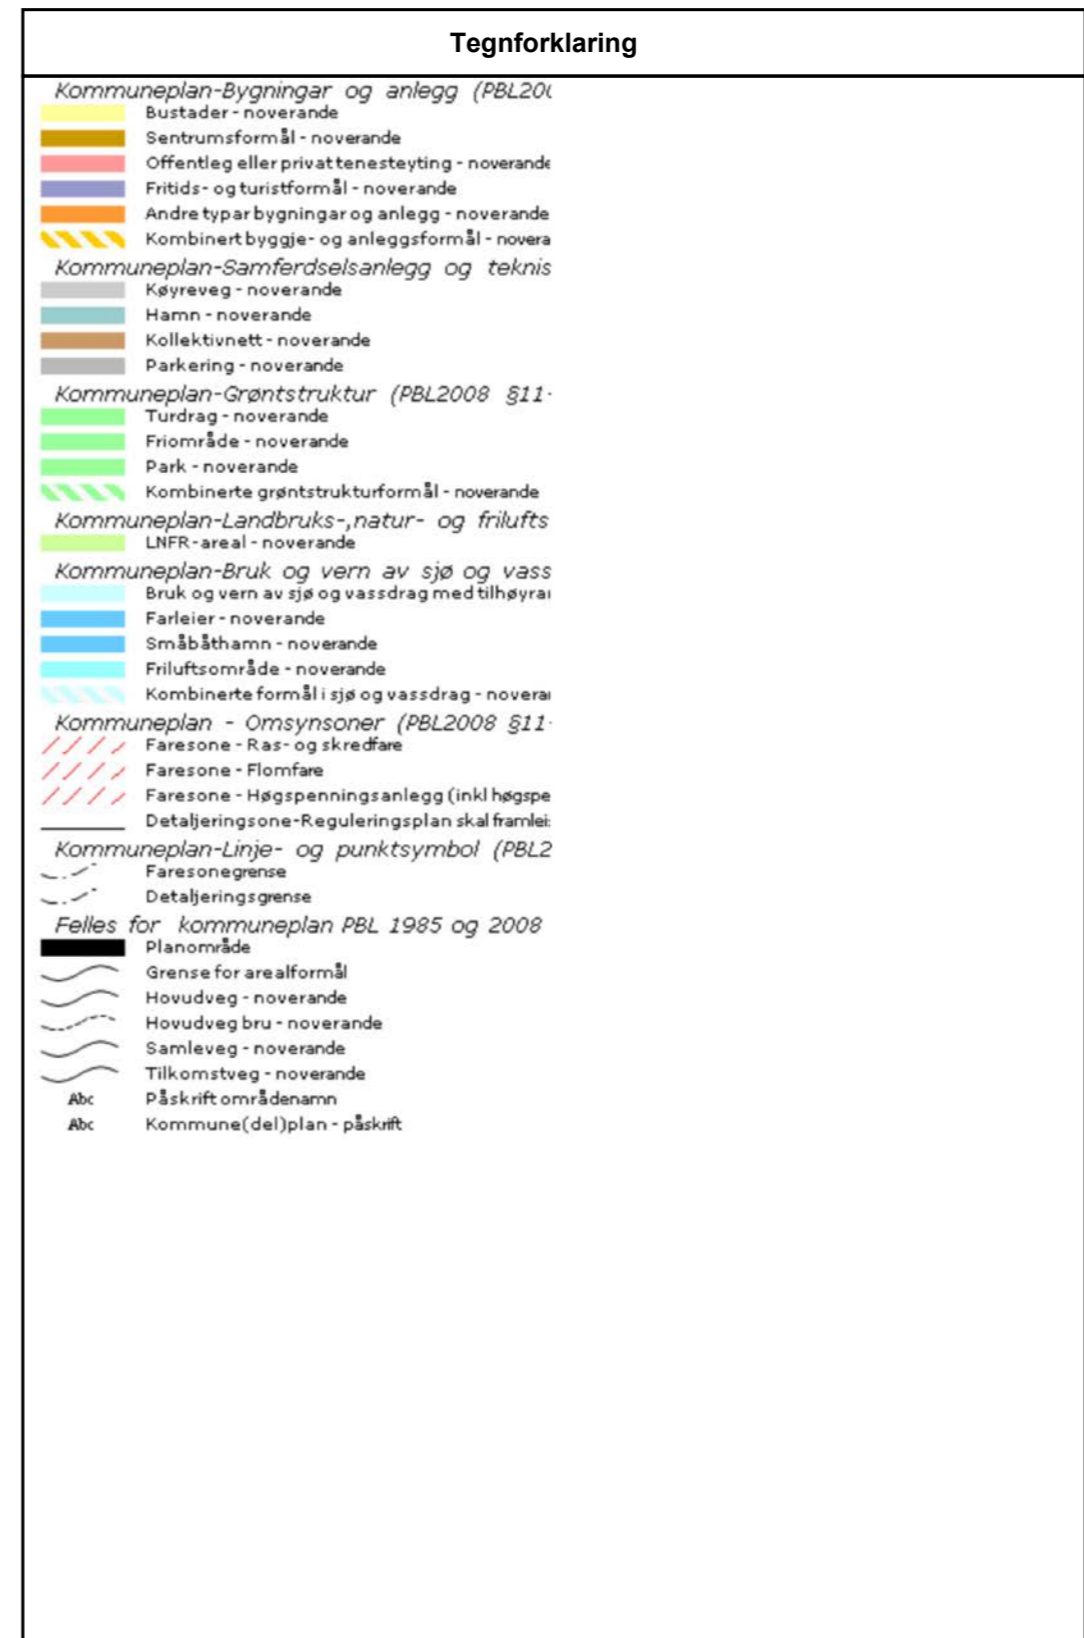 Tegnforklaring
Kommuneplan-Bygningar og anlegg (PBL200
Bustader - noverande
Sentrumsformål - noverande
Offentleg eller privat tenesteyting - noverande
Fritids- og turistformål - noverande
Andre typar bygningar og anlegg - noverande
Kombinert byggje- og anleggsformål - novera
Kommuneplan-Samferdselsanlegg og teknis
Køyreveg - noverande
Hamn - noverande
Kollektivnett - noverande
Parkering - noverande
Kommuneplan-Grøntstruktur (PBL2008 §11-
Turdrag - noverande
Friområde - noverande
Park - noverande
Kombinerte grøntstrukturformål - noverande
Kommuneplan-Landbruks-,natur- og frilufts
LNFR-areal - noverande
Kommuneplan-Bruk og vern av sjø og vass
Bruk og vern av sjø og vassdrag med tilhøyrar
Farleier - noverande
Småbåthamn - noverande
Friluftsområde - noverande
Kombinerte formål i sjø og vassdrag - noverar
Kommuneplan - Omsynsoner (PBL2008 §11-
Faresone - Ras- og skredfare
Faresone - Flomfare
Faresone - Høgspenningsanlegg (inkl høgspe
Detaljeringsone-Reguleringsplan skal framleis
Kommuneplan-Linje- og punktsymbol (PBL2
Faresonegrense
Detaljeringsgrense
Felles for kommuneplan PBL 1985 og 2008
Planområde
Grense for arealformål
Hovudveg - noverande
Hovudveg bru - noverande
Samleveg - noverande
Tilkomstveg - noverande
Abc Påskrift områdenamn
Abc Kommune(del)plan - påskrift